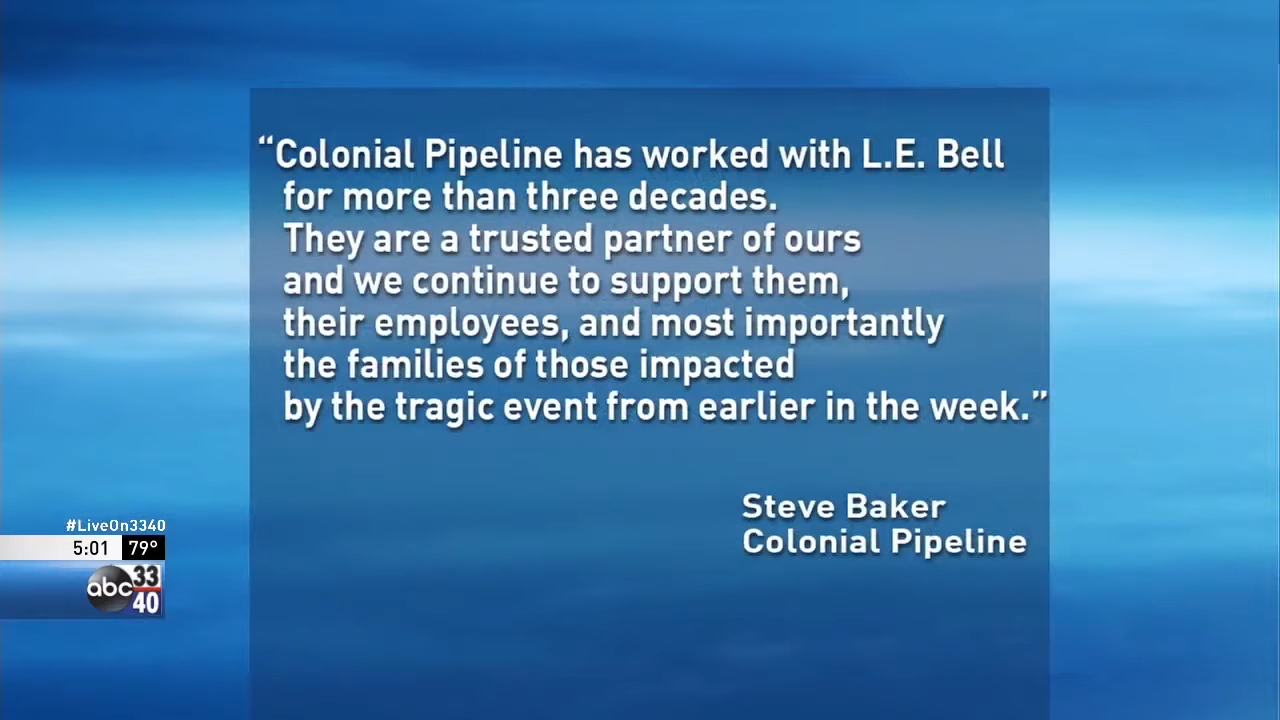 “Colonial Pipeline has worked with L.E. Bell
for more than three decades.
They are a trusted partner of ours
and we continue to support them,
their employees, and most importantly
the families of those impacted
by the tragic event from earlier in the week.”
Steve Baker
Colonial Pipeline
#LiveOn3340
5:01 79°
abc 33
40